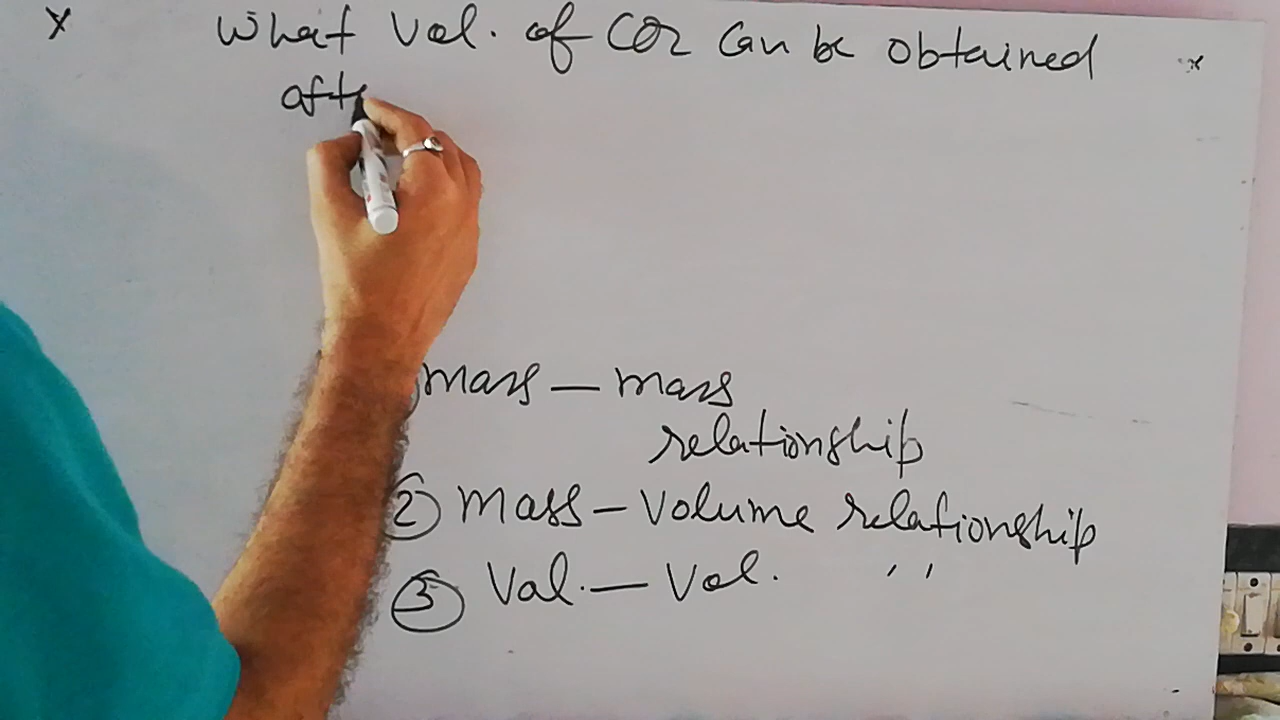 x What Vol. of CO2 Can be obtained x
afte
mass — mass
relationship
② Mass — Volume relationship
③ Vol. — Vol. ' '